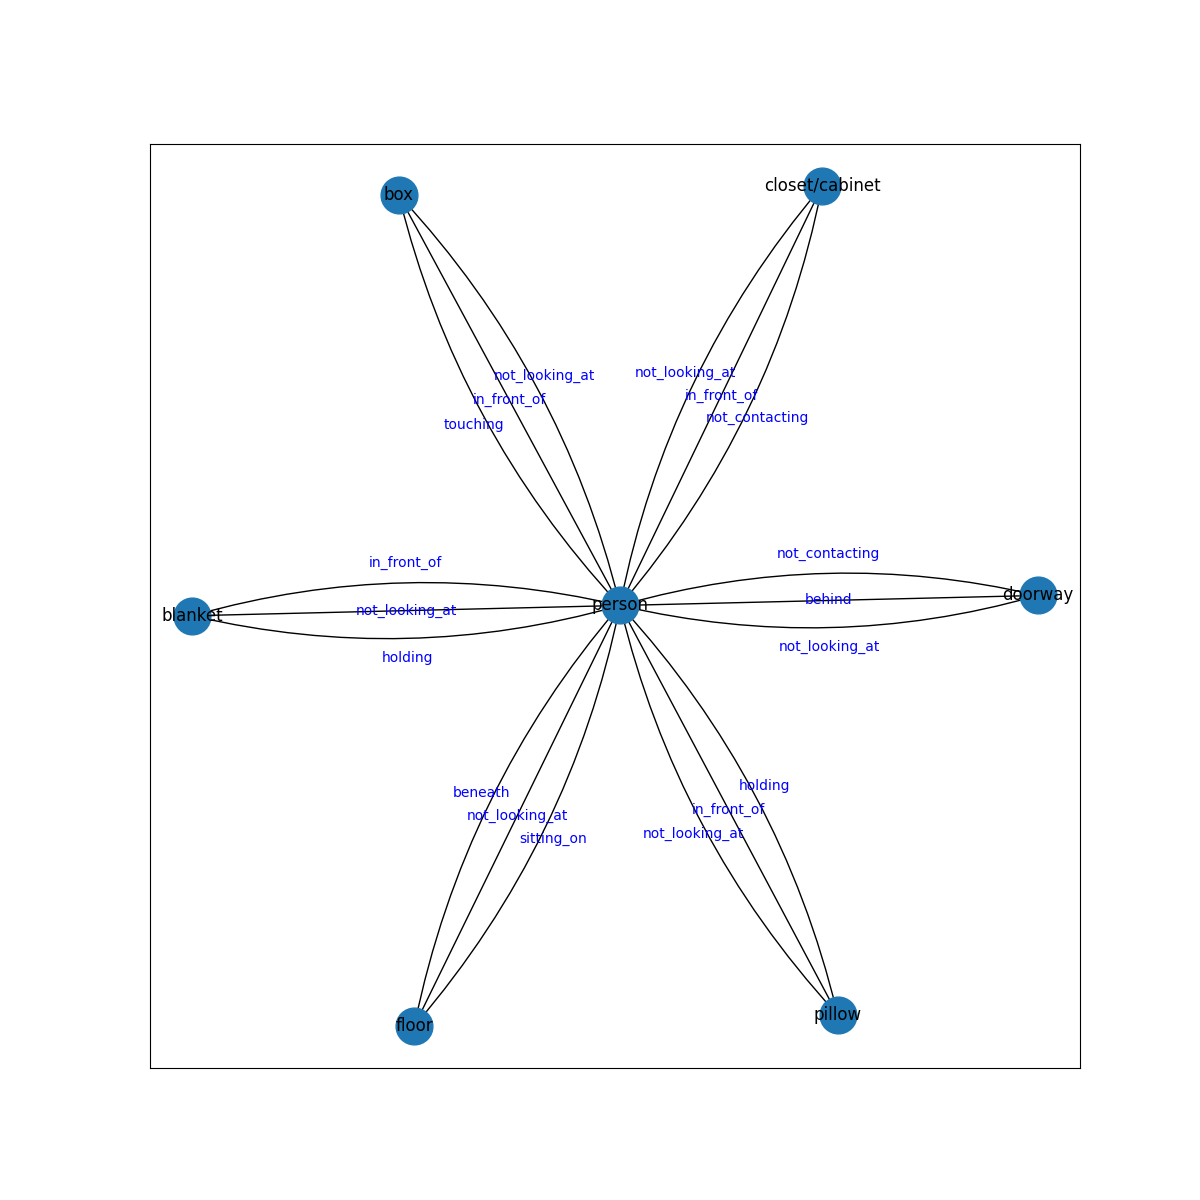 closet/cabinet
box
not_looking_at
not_looking_at
in_front_of
in_front_of
not_contacting
touching
not_contacting
in_front_of
doorway
behind
person
not_looking_at
blanket
not_looking_at
holding
holding
beneath
in_front_of
not_looking_at
not_looking_at
sitting_on
pillow
floor